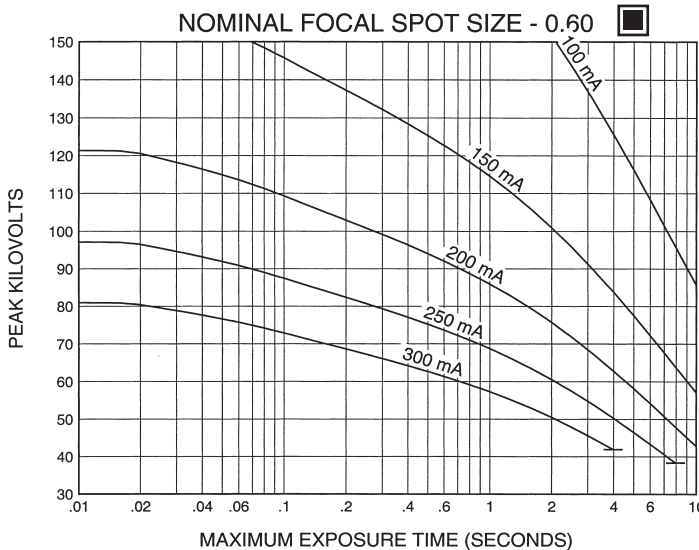 NOMINAL FOCAL SPOT SIZE - 0.60
150
140
130
120
110
100
90
80
70
60
50
40
30
PEAK KILOVOLTS
100 mA
150 mA
200 mA
250 mA
300 mA
.01 .02 .04 .06 .1 .2 .4 .6 1 2 4 6 10
MAXIMUM EXPOSURE TIME (SECONDS)